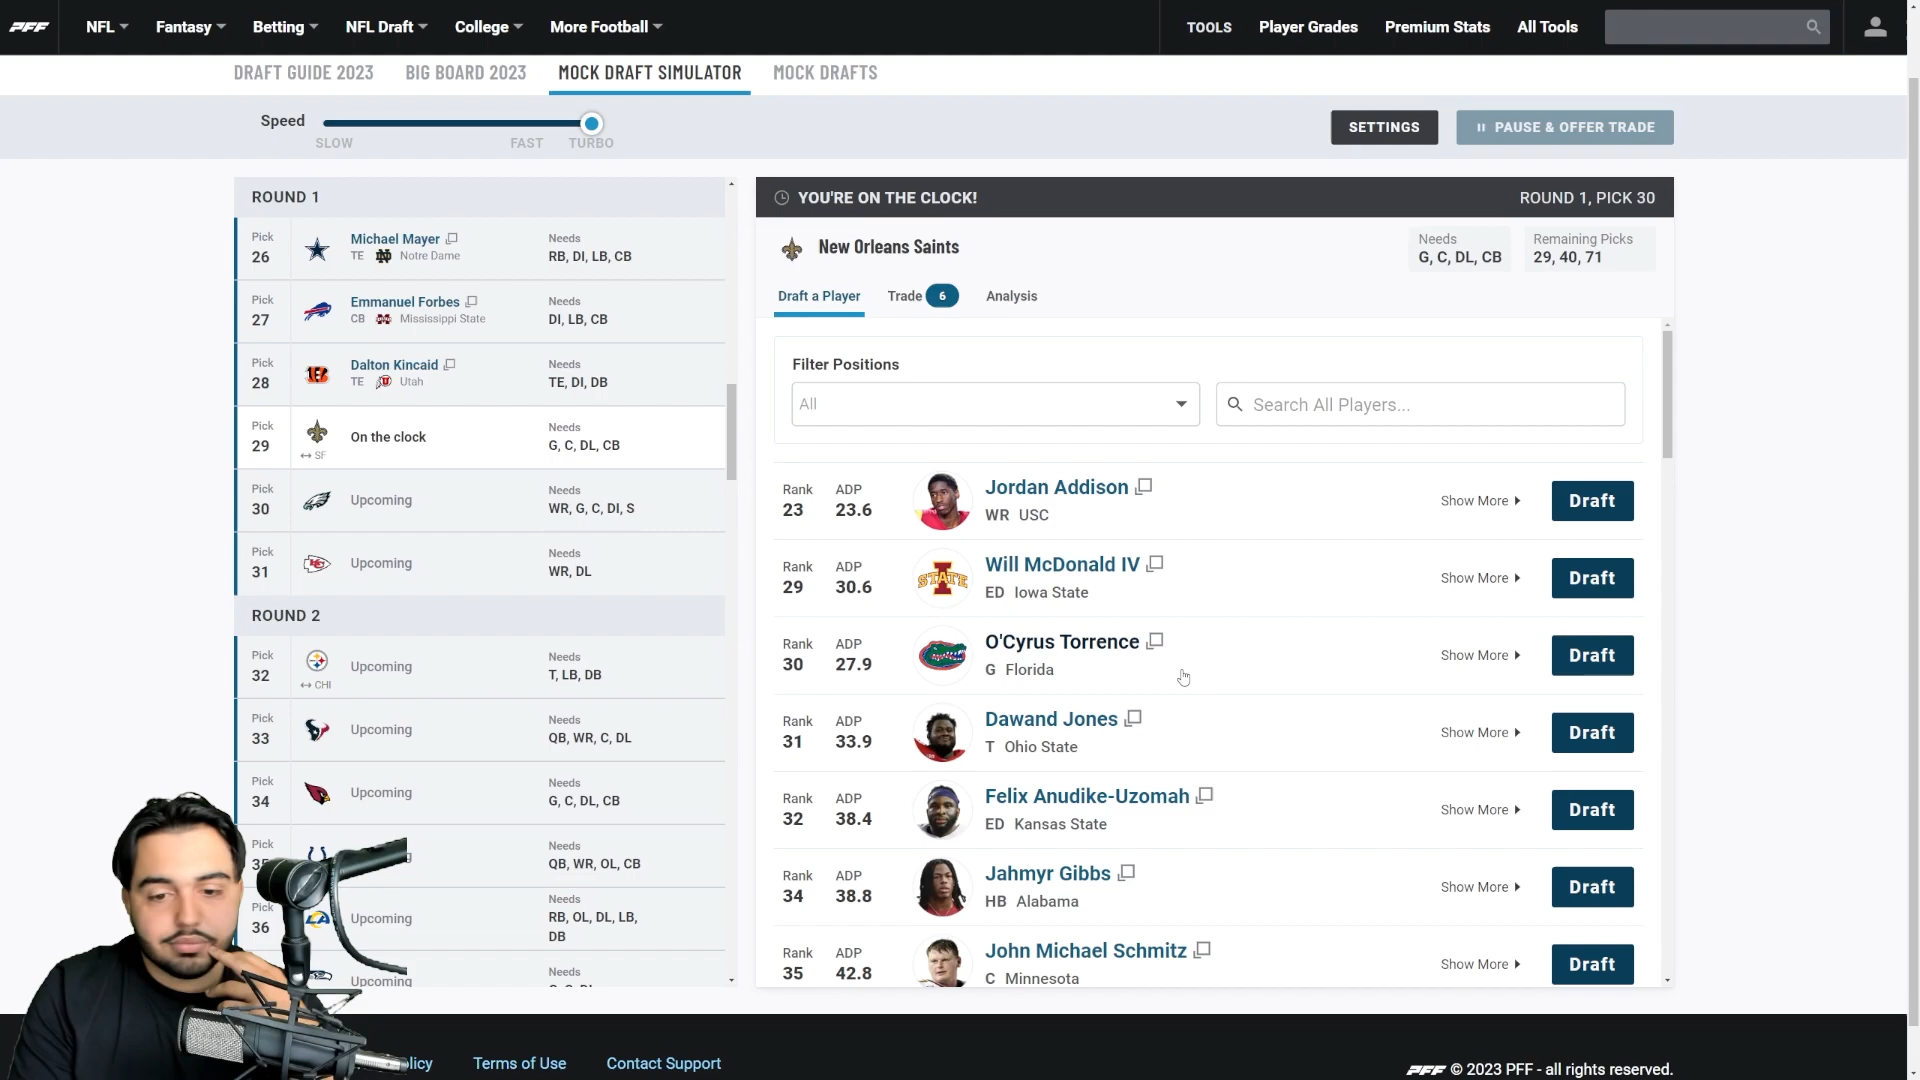 PFF
NFL
Fantasy
Betting
NFL Draft
College
More Football
TOOLS
Player Grades
Premium Stats
All Tools
DRAFT GUIDE 2023
BIG BOARD 2023
MOCK DRAFT SIMULATOR
MOCK DRAFTS
Speed
SLOW
FAST
TURBO
SETTINGS
PAUSE & OFFER TRADE
ROUND 1
Pick
26
Michael Mayer
TE Notre Dame
Needs
RB, DI, LB, CB
Pick
27
Emmanuel Forbes
CB Mississippi State
Needs
DI, LB, CB
Pick
28
Dalton Kincaid
TE Utah
Needs
TE, DI, DB
Pick
29
↔ SF
On the clock
Needs
G, C, DL, CB
Pick
30
Upcoming
Needs
WR, G, C, DI, S
Pick
31
Upcoming
Needs
WR, DL
ROUND 2
Pick
32
↔ CHI
Upcoming
Needs
T, LB, DB
Pick
33
Upcoming
Needs
QB, WR, C, DL
Pick
34
Upcoming
Needs
G, C, DL, CB
Pick
Needs
QB, WR, OL, CB
Pick
36
Upcoming
Needs
RB, OL, DL, LB,
DB
Upcoming
Needs
YOU'RE ON THE CLOCK!
ROUND 1, PICK 30
New Orleans Saints
Needs
G, C, DL, CB
Remaining Picks
29, 40, 71
Draft a Player
Trade 6
Analysis
Filter Positions
All
Search All Players...
Rank
23
ADP
23.6
Jordan Addison
WR USC
Show More
Draft
Rank
29
ADP
30.6
STATE
Will McDonald IV
ED Iowa State
Show More
Draft
Rank
30
ADP
27.9
O'Cyrus Torrence
G Florida
Show More
Draft
Rank
31
ADP
33.9
Dawand Jones
T Ohio State
Show More
Draft
Rank
32
ADP
38.4
Felix Anudike-Uzomah
ED Kansas State
Show More
Draft
Rank
34
ADP
38.8
Jahmyr Gibbs
HB Alabama
Show More
Draft
Rank
35
ADP
42.8
John Michael Schmitz
C Minnesota
Show More
Draft
Terms of Use
Contact Support
PFF © 2023 PFF - all rights reserved.